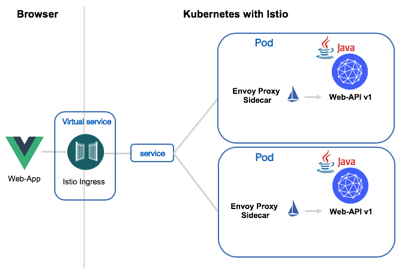 Browser
Kubernetes with Istio
Pod
Java
Envoy Proxy
Sidecar
Web-API v1
Virtual service
service
Web-App
Istio Ingress
Pod
Java
Envoy Proxy
Sidecar
Web-API v1